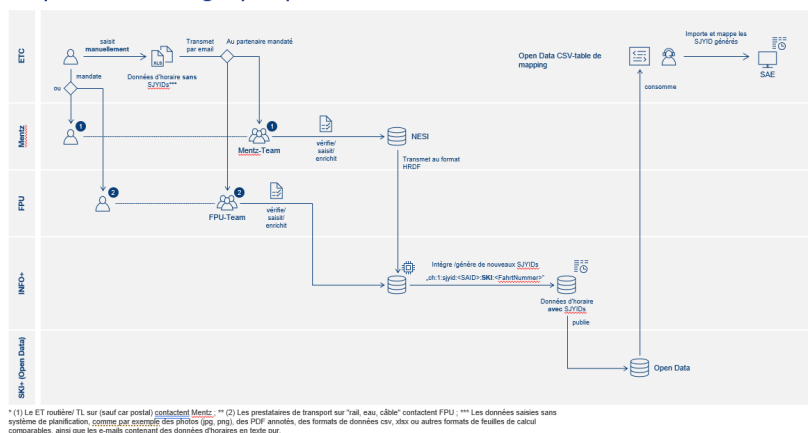 ETC
saisit
manuellement
Transmet
par email
Au partenaire mandaté
XLS
Données d'horaire sans
SJYIDs***
mandate
ou
Open Data CSV-table de
mapping
Importe et mappe les
SJYID générés
SAE
consomme
Mentz
1
1
Mentz-Team
vérifie/
saisit/
enrichit
NESI
Transmet au format
HRDF
FPU
2
2
FPU-Team
vérifie/
saisit/
enrichit
INFO+
Intègre /génère de nouveaux SJYIDs
„ch:1:sjyid:<SAID>:SKI:<FahrtNummer>"
Données d'horaire
avec SJYIDs
publie
SKI+ (Open Data)
Open Data
* (1) Le ET routière/ TL sur (sauf car postal) contactent Mentz ; ** (2) Les prestataires de transport sur "rail, eau, câble" contactent FPU ; *** Les données saisies sans
système de planification, comme par exemple des photos (jpg, png), des PDF annotés, des formats de données csv, xlsx ou autres formats de feuilles de calcul
comparables, ainsi que les e-mails contenant des données d'horaires en texte pur.